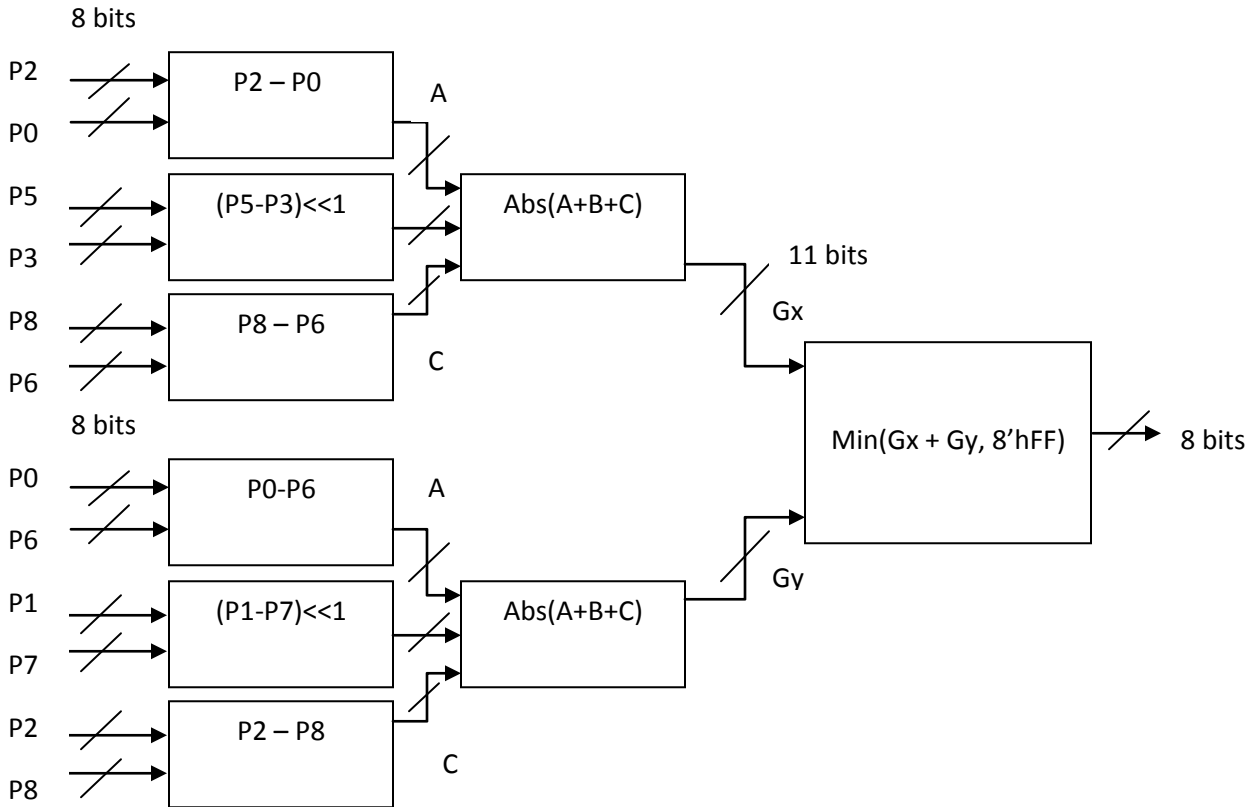 8 bits
P2
P0
P2 – P0
A
P5
P3
(P5-P3)<<1
Abs(A+B+C)
P8
P6
P8 – P6
C
11 bits
Gx
8 bits
P0
P6
P0-P6
A
P1
P7
(P1-P7)<<1
Abs(A+B+C)
P2
P8
P2 – P8
C
Gy
Min(Gx + Gy, 8’hFF)
8 bits